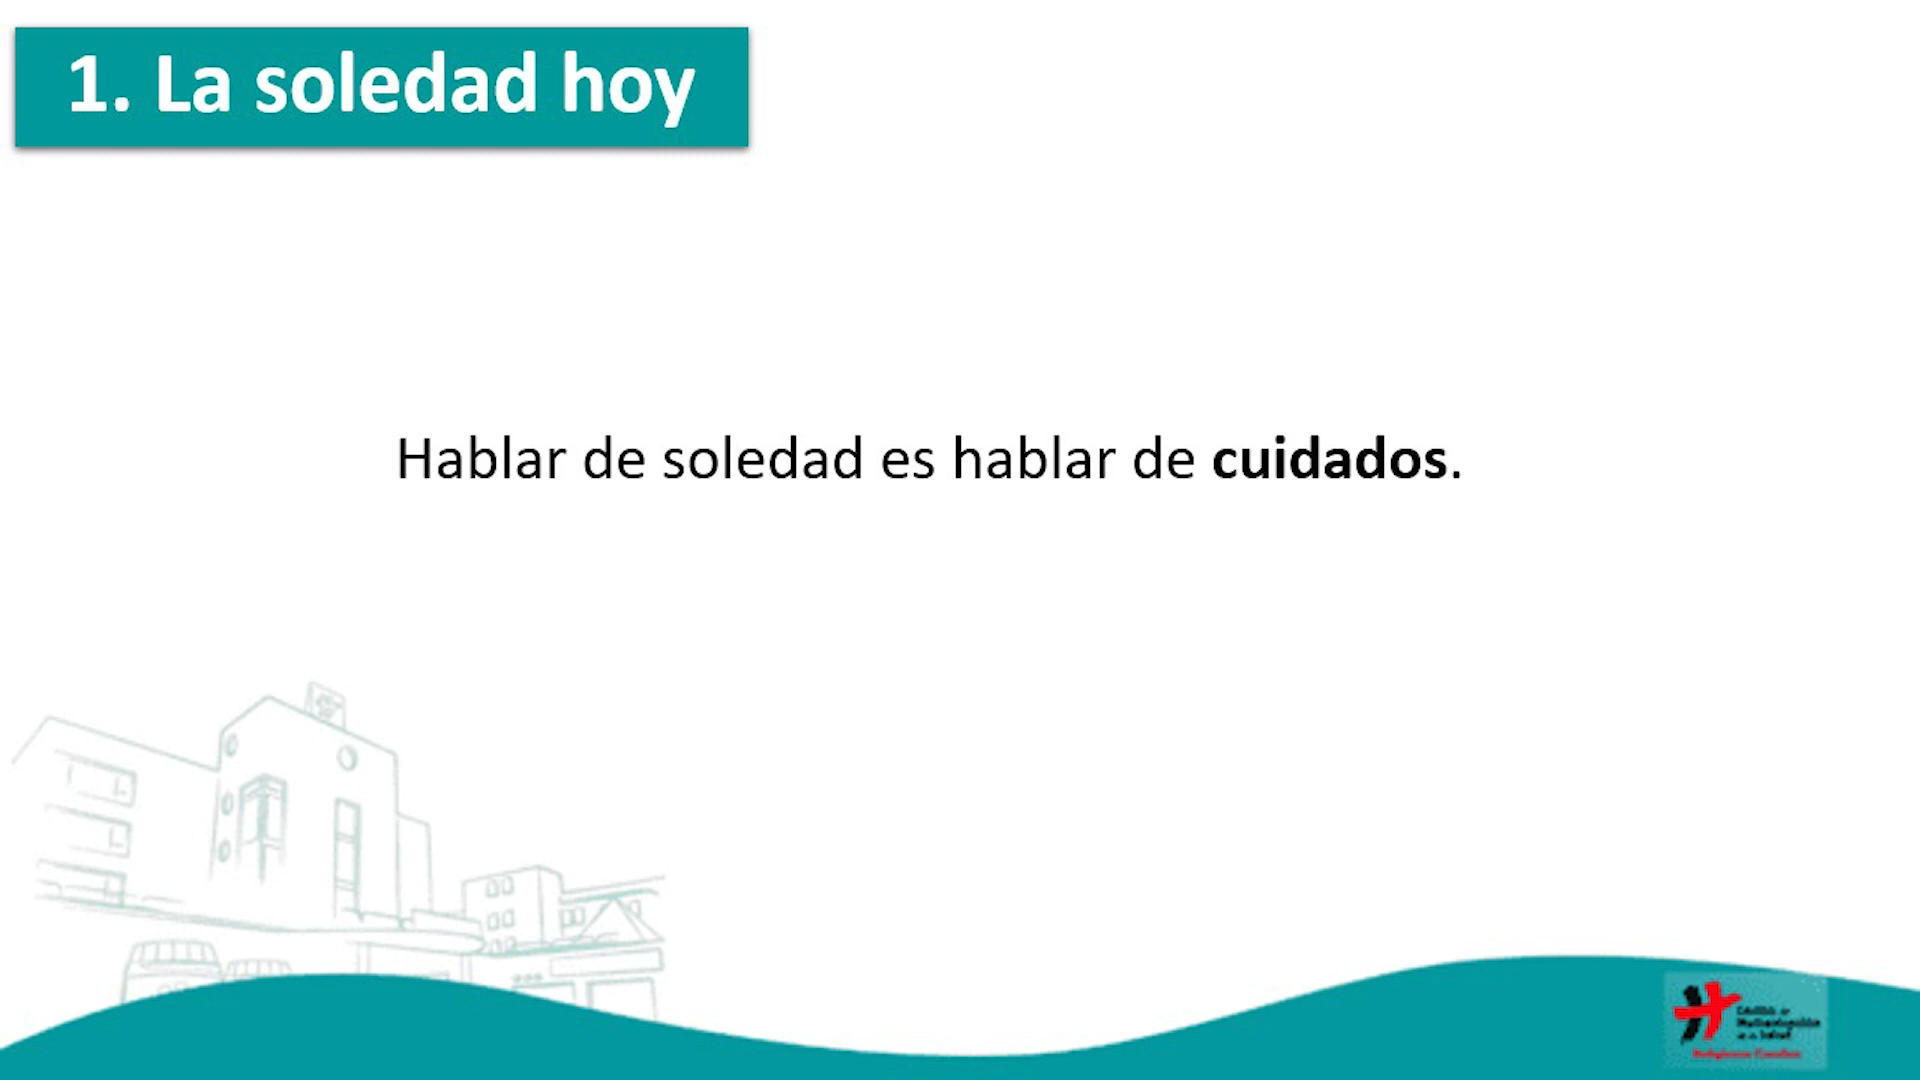 1. La soledad hoy
Hablar de soledad es hablar de cuidados.